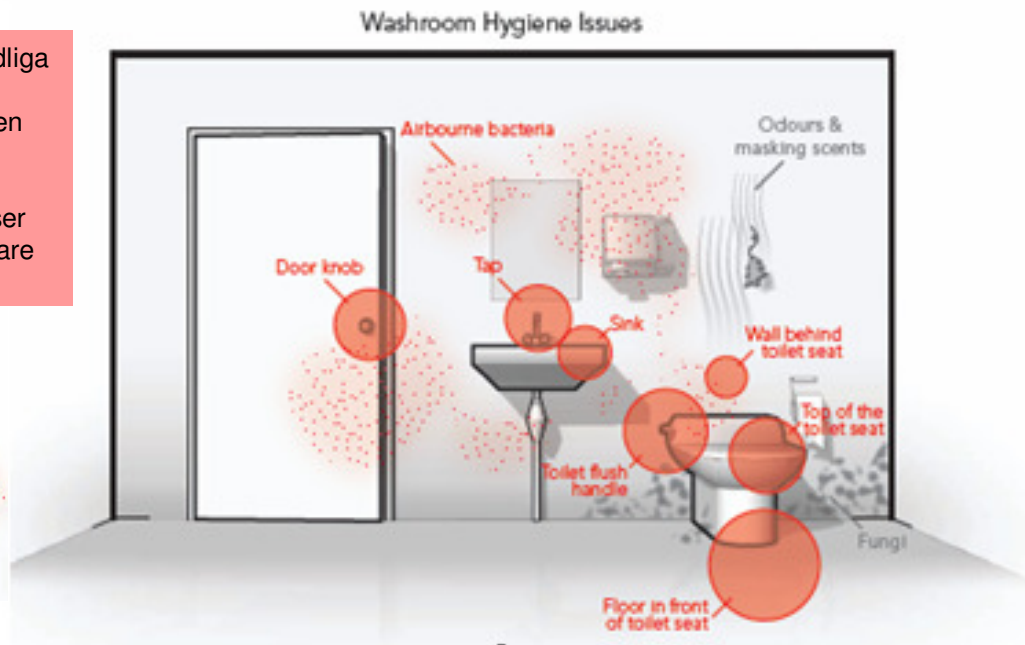 Washroom Hygiene Issues
dliga
en
ser
are
Airbourne bacteria
Odours &
masking scents
Door knob
Tap
Sink
Wall behind
toilet seat
Top of the
toilet seat
Toilet flush
handle
Fungi
Floor in front
of toilet seat